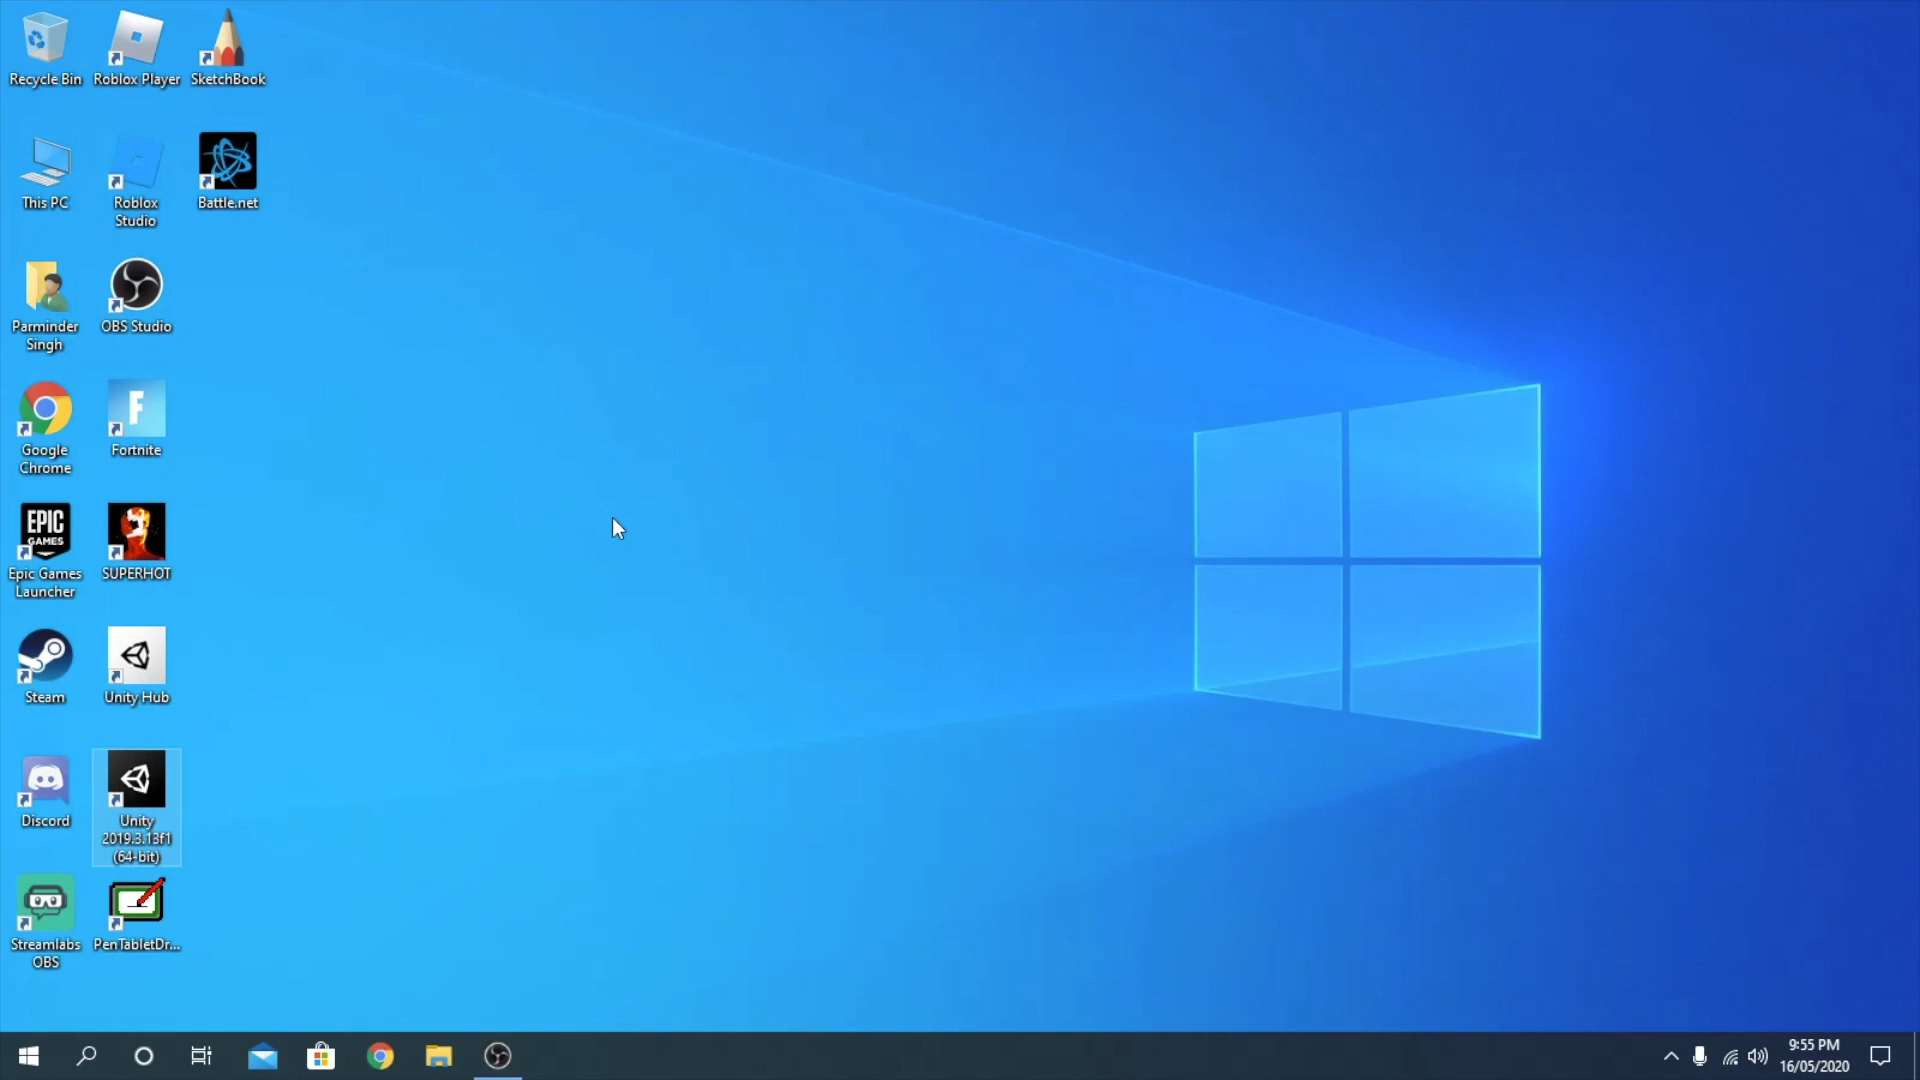 Recycle Bin
Roblox Player
SketchBook
This PC
Roblox
Studio
Battle.net
Parminder
Singh
OBS Studio
Google
Chrome
F
Fortnite
EPIC
GAMES
Epic Games
Launcher
SUPERHOT
Steam
Unity Hub
Discord
Unity
2019.3.13f1
(64-bit)
Streamlabs
OBS
PenTabletDr...
9:55 PM
16/05/2020